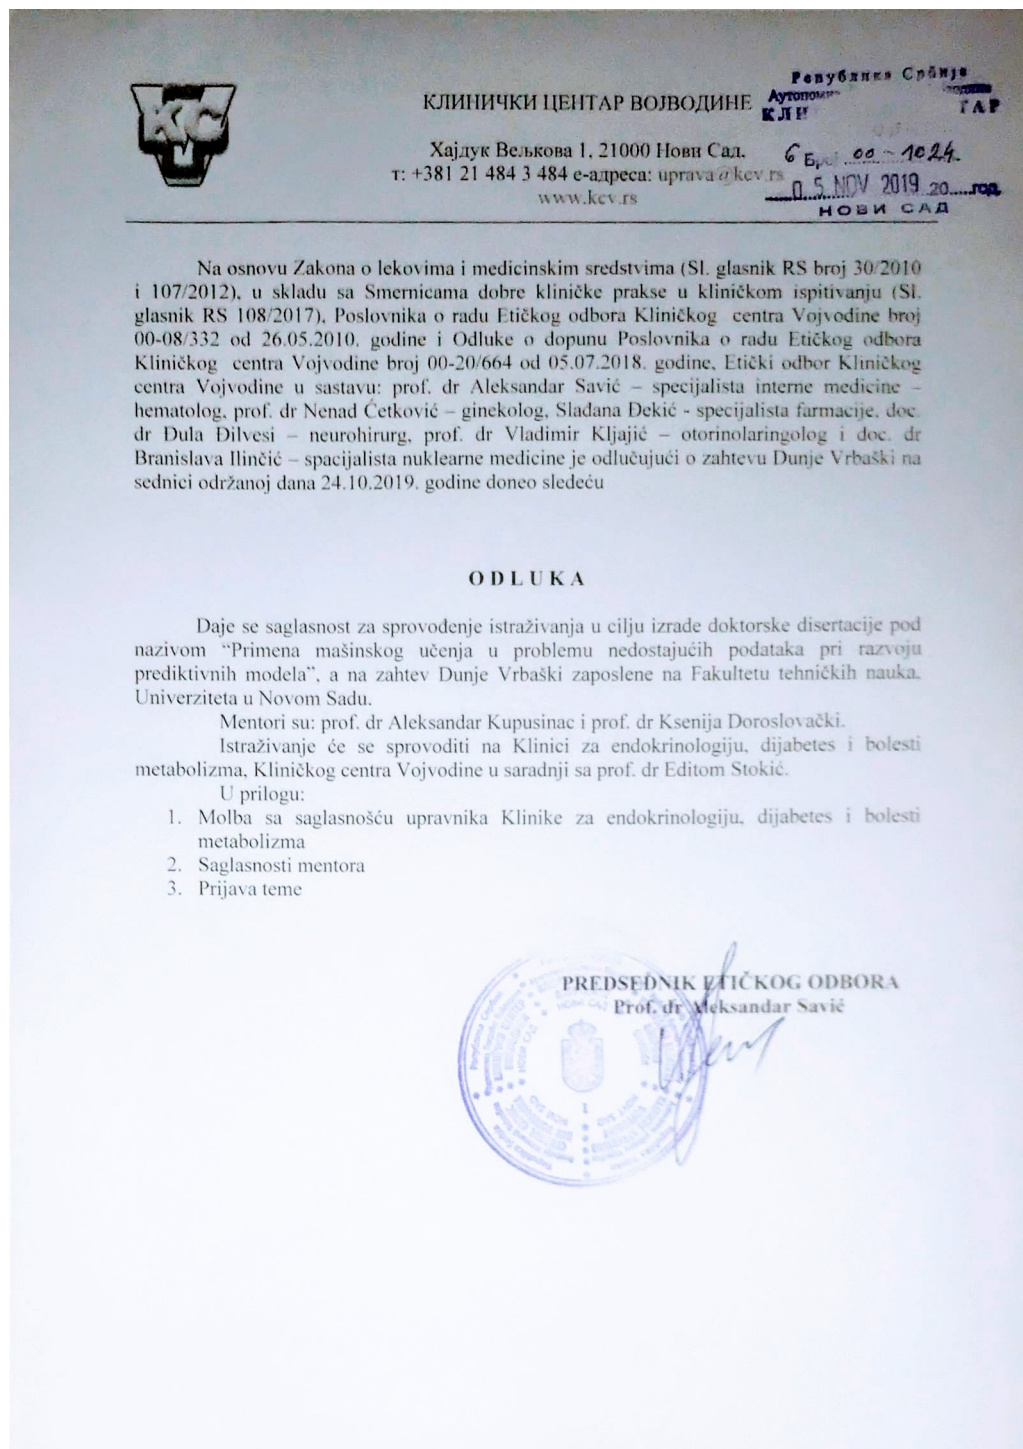 КЦВ
КЛИНИЧКИ ЦЕНТАР ВОЈВОДИНЕ
Хајдук Вељкова 1, 21000 Нови Сад,
т: +381 21 484 3 484 е-адреса: uprava@kcv.rs
www.kcv.rs
Република Србија
00-1024
05 NOV 2019 20.....год.
НОВИ САД
Na osnovu Zakona o lekovima i medicinskim sredstvima (Sl. glasnik RS broj 30/2010
i 107/2012), u skladu sa Smernicama dobre kliničke prakse u kliničkom ispitivanju (Sl.
glasnik RS 108/2017), Poslovnika o radu Etičkog odbora Kliničkog centra Vojvodine broj
00-08/332 od 26.05.2010. godine i Odluke o dopunu Poslovnika o radu Etičkog odbora
Kliničkog centra Vojvodine broj 00-20/664 od 05.07.2018. godine, Etički odbor Kliničkog
centra Vojvodine u sastavu: prof. dr Aleksandar Savić – specijalista interne medicine –
hematolog, prof. dr Nenad Ćetković – ginekolog, Slađana Dekić - specijalista farmacije, doc.
dr Đula Đilvesi – neurohirurg, prof. dr Vladimir Kljajić – otorinolaringolog i doc. dr
Branislava Ilinčić – spacijalista nuklearne medicine je odlučujući o zahtevu Dunje Vrbaški na
sednici održanoj dana 24.10.2019. godine doneo sledeću
O D L U K A
Daje se saglasnost za sprovođenje istraživanja u cilju izrade doktorske disertacije pod
nazivom “Primena mašinskog učenja u problemu nedostajućih podataka pri razvoju
prediktivnih modela”, a na zahtev Dunje Vrbaški zaposlene na Fakultetu tehničkih nauka,
Univerziteta u Novom Sadu.
Mentori su: prof. dr Aleksandar Kupusinac i prof. dr Ksenija Doroslovački.
Istraživanje će se sprovoditi na Klinici za endokrinologiju, dijabetes i bolesti
metabolizma, Kliničkog centra Vojvodine u saradnji sa prof. dr Editom Stokić.
U prilogu:
1. Molba sa saglasnošću upravnika Klinike za endokrinologiju, dijabetes i bolesti
metabolizma
2. Saglasnosti mentora
3. Prijava teme
PREDSEDNIK ETIČKOG ODBORA
Prof. dr Aleksandar Savić